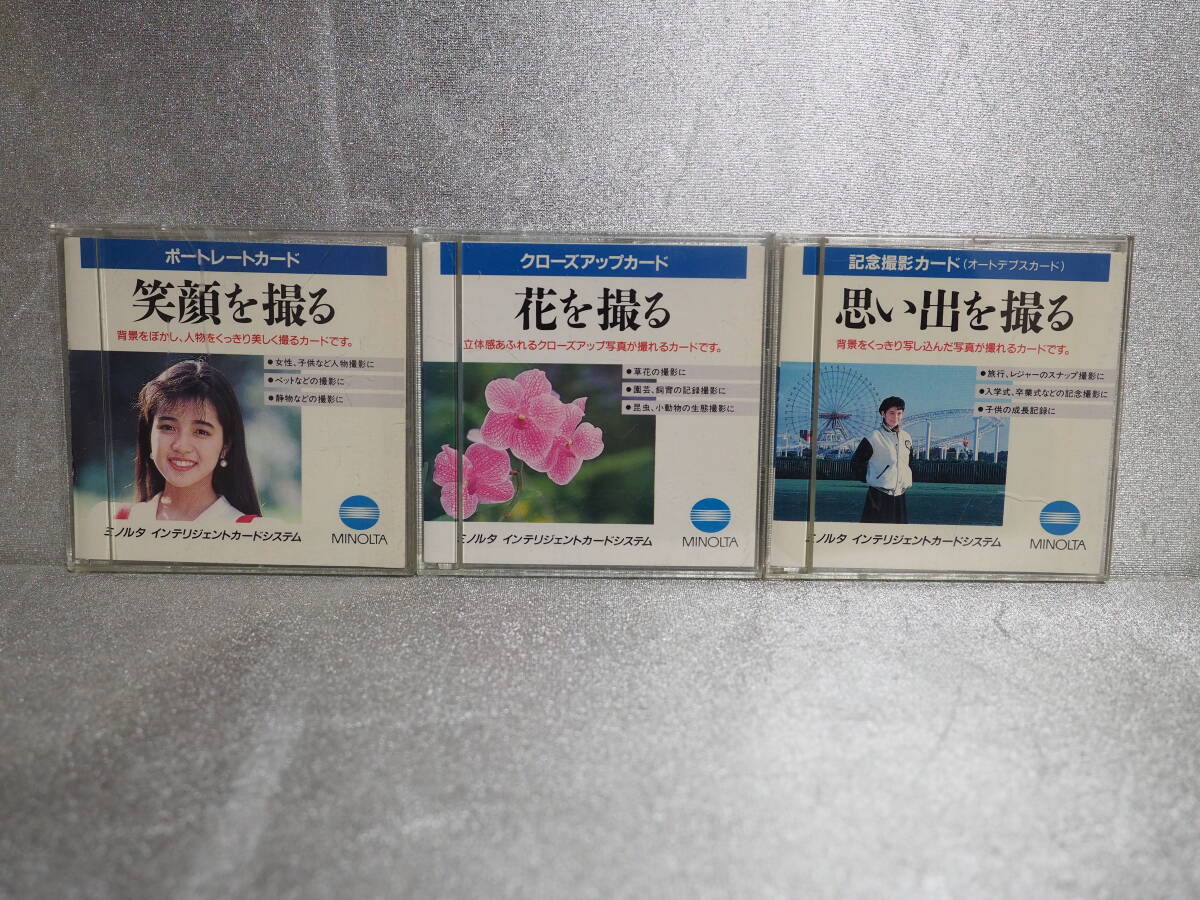 ポートレートカード
笑顔を撮る
背景をぼかし、人物をくっきり美しく撮るカードです。
●女性、子供など人物撮影に
●ペットなどの撮影に
●静物などの撮影に
ミノルタ インテリジェントカードシステム
MINOLTA
クローズアップカード
花を撮る
立体感あふれるクローズアップ写真が撮れるカードです。
●草花の撮影に
●園芸、飼育の記録撮影に
●昆虫、小動物の生態撮影に
ミノルタ インテリジェントカードシステム
MINOLTA
記念撮影カード(オートデプスカード)
思い出を撮る
背景をくっきり写し込んだ写真が撮れるカードです。
●旅行、レジャーのスナップ撮影に
●入学式、卒業式などの記念撮影に
●子供の成長記録に
ミノルタ インテリジェントカードシステム
MINOLTA